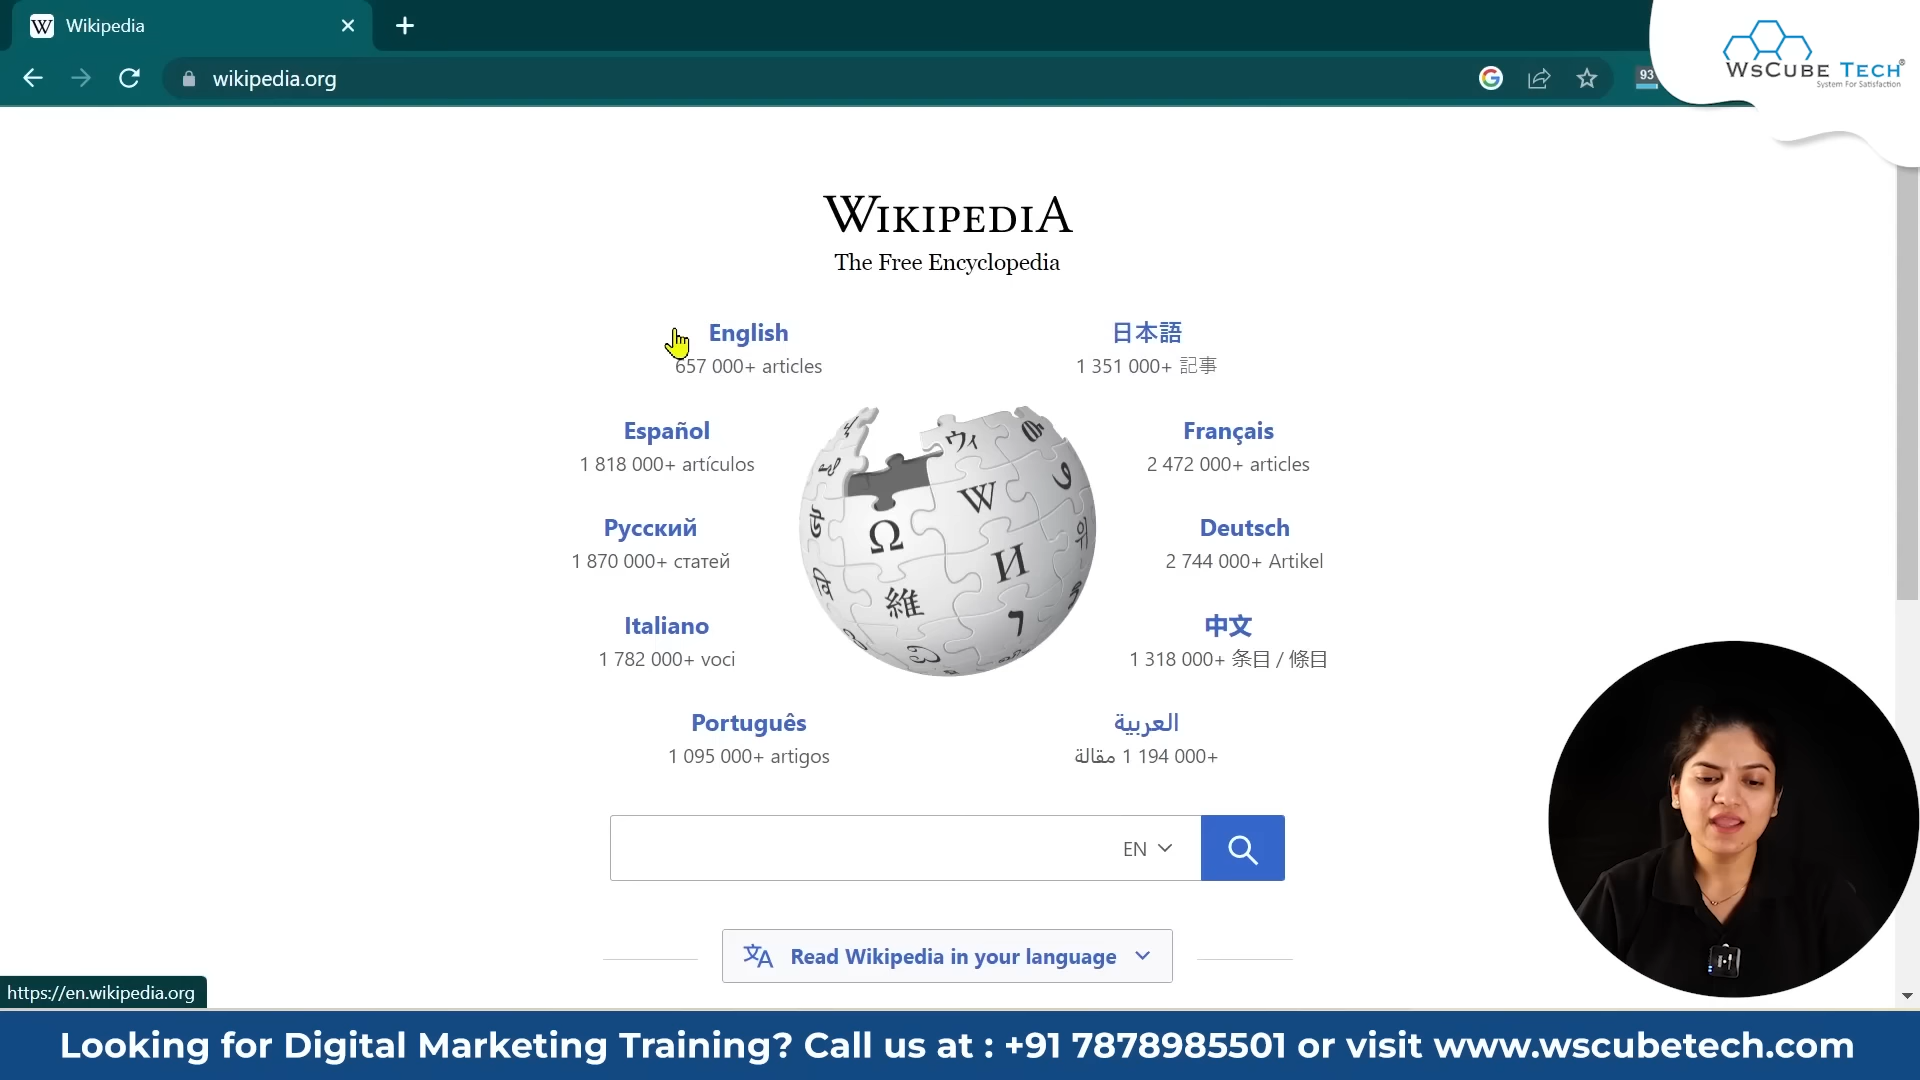 Wikipedia
wikipedia.org
93
WsCube Tech®
System For Satisfaction
WIKIPEDIA
The Free Encyclopedia
English
657 000+ articles
日本語
1 351 000+ 記事
Español
1 818 000+ artículos
Français
2 472 000+ articles
Русский
1 870 000+ статей
Deutsch
2 744 000+ Artikel
Italiano
1 782 000+ voci
中文
1 318 000+ 条目 / 條目
Português
1 095 000+ artigos
العربية
1 194 000+ مقالة
W
Ω
И
維
EN
Read Wikipedia in your language
https://en.wikipedia.org
Looking for Digital Marketing Training? Call us at : +91 7878985501 or visit www.wscubetech.com